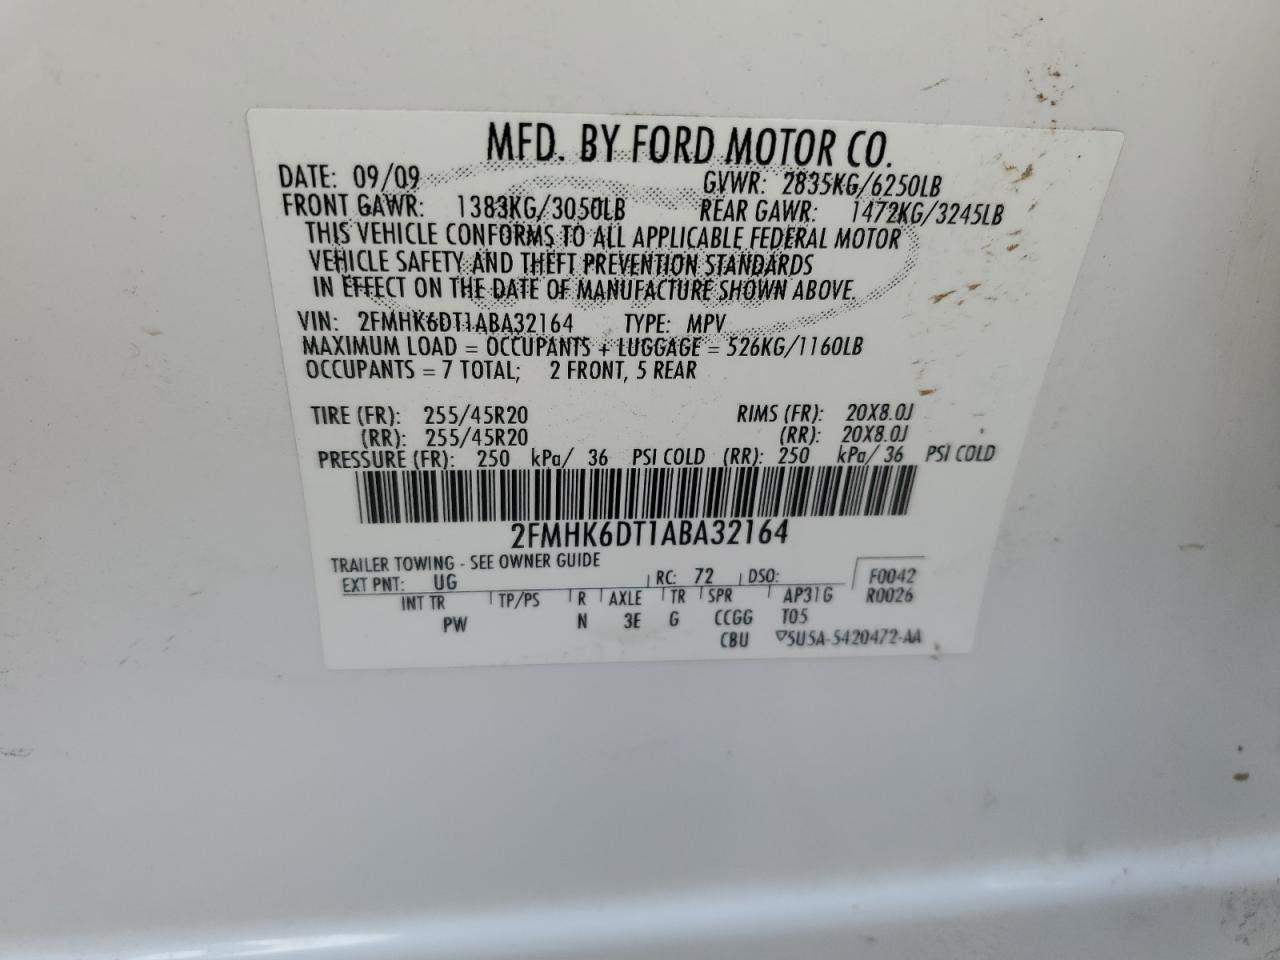 MFD. BY FORD MOTOR CO.
DATE: 09/09 GVWR: 2835KG/6250LB
FRONT GAWR: 1383KG/3050LB REAR GAWR: 1472KG/3245LB
THIS VEHICLE CONFORMS TO ALL APPLICABLE FEDERAL MOTOR
VEHICLE SAFETY AND THEFT PREVENTION STANDARDS
IN EFFECT ON THE DATE OF MANUFACTURE SHOWN ABOVE.
VIN: 2FMHK6DT1ABA32164 TYPE: MPV
MAXIMUM LOAD = OCCUPANTS + LUGGAGE = 526KG/1160LB
OCCUPANTS = 7 TOTAL; 2 FRONT, 5 REAR
TIRE (FR): 255/45R20 RIMS (FR): 20X8.0J
(RR): 255/45R20 (RR): 20X8.0J
PRESSURE (FR): 250 kPa/ 36 PSI COLD (RR): 250 kPa/ 36 PSI COLD
2FMHK6DT1ABA32164
TRAILER TOWING - SEE OWNER GUIDE
EXT PNT: UG RC: 72 DSO: F0042
INT TR TP/PS R AXLE TR SPR AP31G R0026
PW N 3E G CCGG T05
CBU ▽5U5A-5420472-AA